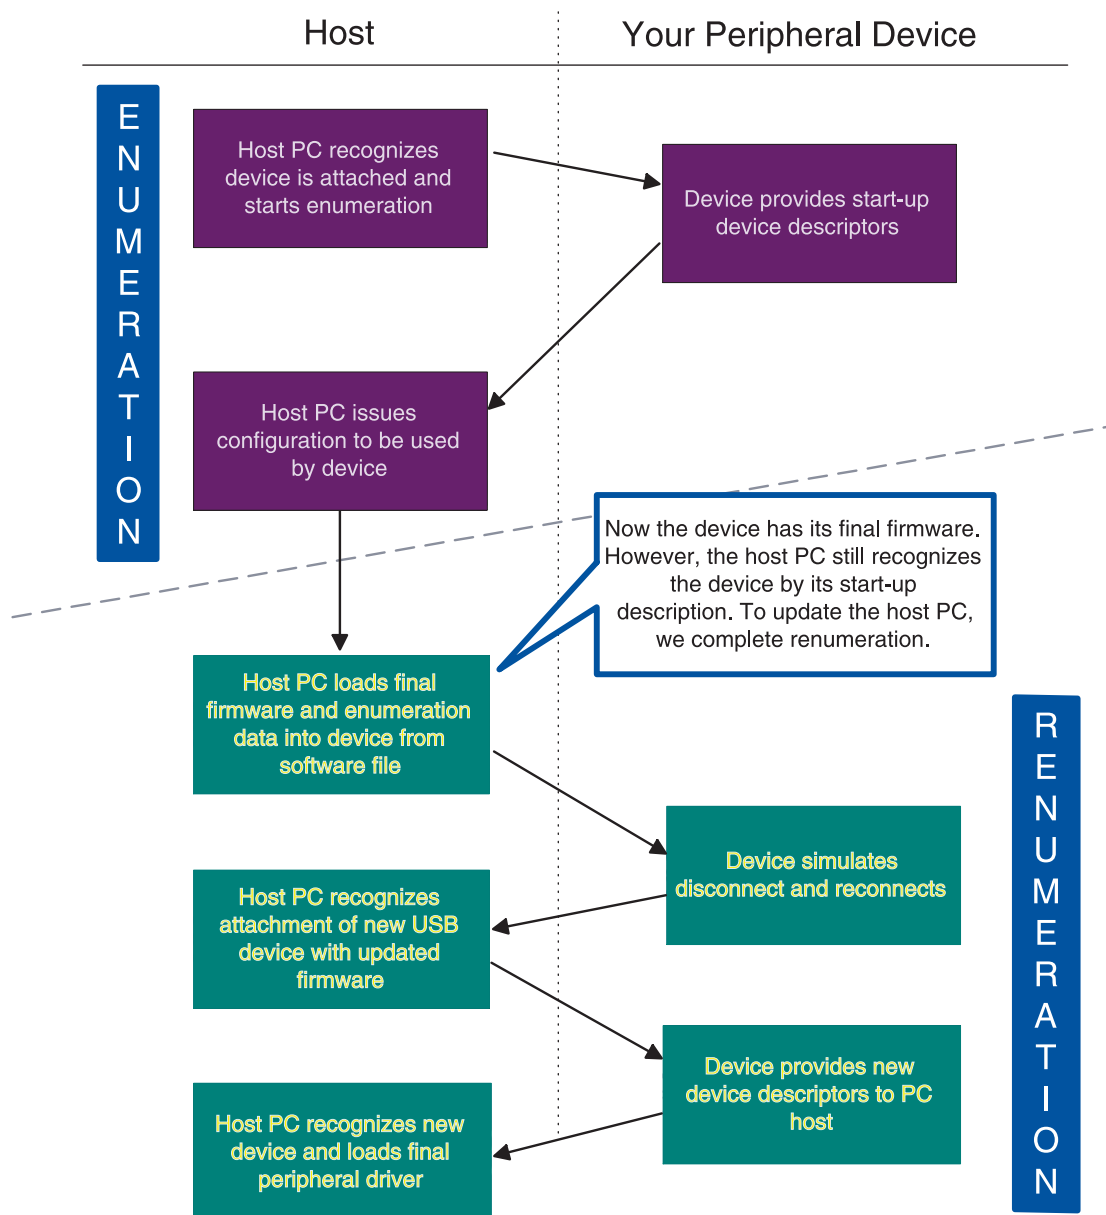 Host
Your Peripheral Device
ENUMERATION
Host PC recognizes
device is attached and
starts enumeration
Device provides start-up
device descriptors
Host PC issues
configuration to be used
by device
Now the device has its final firmware.
However, the host PC still recognizes
the device by its start-up
description. To update the host PC,
we complete renumeration.
Host PC loads final
firmware and enumeration
data into device from
software file
RENUMERATION
Device simulates
disconnect and reconnects
Host PC recognizes
attachment of new USB
device with updated
firmware
Device provides new
device descriptors to PC
host
Host PC recognizes new
device and loads final
peripheral driver